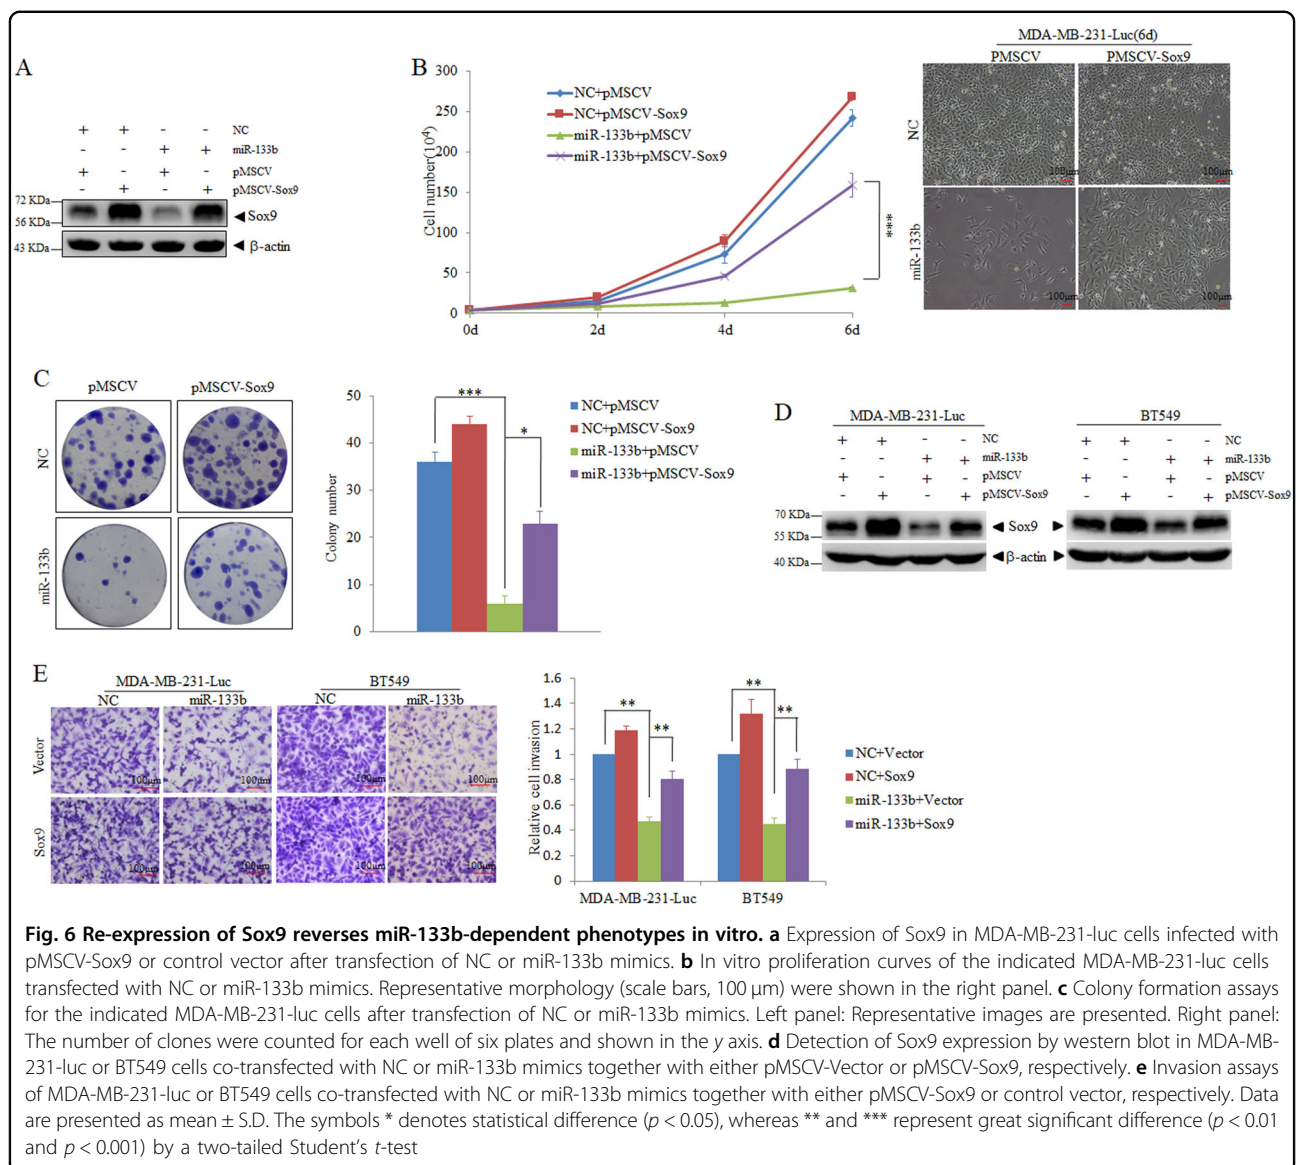 A
+ + - - NC
- - + + miR-133b
+ - + - pMSCV
- + - + pMSCV-Sox9
72 KDa
56 KDa
43 KDa
Sox9
β-actin
B
Cell number(10⁴)
300
250
200
150
100
50
0
0d 2d 4d 6d
NC+pMSCV
NC+pMSCV-Sox9
miR-133b+pMSCV
miR-133b+pMSCV-Sox9
***
MDA-MB-231-Luc(6d)
PMSCV PMSCV-Sox9
NC
miR-133b
100μm 100μm
100μm 100μm
C
pMSCV pMSCV-Sox9
NC
miR-133b
Colony number
50
40
30
20
10
0
*** *
NC+pMSCV
NC+pMSCV-Sox9
miR-133b+pMSCV
miR-133b+pMSCV-Sox9
D
MDA-MB-231-Luc BT549
+ + - - NC + + - - NC
- - + + miR-133b - - + + miR-133b
+ - + - pMSCV + - + - pMSCV
- + - + pMSCV-Sox9 - + - + pMSCV-Sox9
70 KDa
55 KDa
40 KDa
Sox9
β-actin
E
MDA-MB-231-Luc BT549
NC miR-133b NC miR-133b
Vector
Sox9
100μm 100μm 100μm 100μm
100μm 100μm 100μm 100μm
Relative cell invasion
1.6
1.4
1.2
1
0.8
0.6
0.4
0.2
0
** ** ** **
MDA-MB-231-Luc BT549
NC+Vector
NC+Sox9
miR-133b+Vector
miR-133b+Sox9
Fig. 6 Re-expression of Sox9 reverses miR-133b-dependent phenotypes in vitro. a Expression of Sox9 in MDA-MB-231-luc cells infected with
pMSCV-Sox9 or control vector after transfection of NC or miR-133b mimics. b In vitro proliferation curves of the indicated MDA-MB-231-luc cells
transfected with NC or miR-133b mimics. Representative morphology (scale bars, 100 μm) were shown in the right panel. c Colony formation assays
for the indicated MDA-MB-231-luc cells after transfection of NC or miR-133b mimics. Left panel: Representative images are presented. Right panel:
The number of clones were counted for each well of six plates and shown in the y axis. d Detection of Sox9 expression by western blot in MDA-MB-
231-luc or BT549 cells co-transfected with NC or miR-133b mimics together with either pMSCV-Vector or pMSCV-Sox9, respectively. e Invasion assays
of MDA-MB-231-luc or BT549 cells co-transfected with NC or miR-133b mimics together with either pMSCV-Sox9 or control vector, respectively. Data
are presented as mean ± S.D. The symbols * denotes statistical difference (p < 0.05), whereas ** and *** represent great significant difference (p < 0.01
and p < 0.001) by a two-tailed Student's t-test